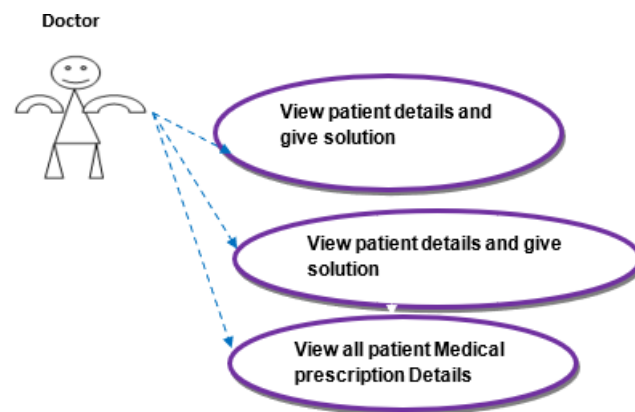 Doctor
View patient details and
give solution
View patient details and give
solution
View all patient Medical
prescription Details